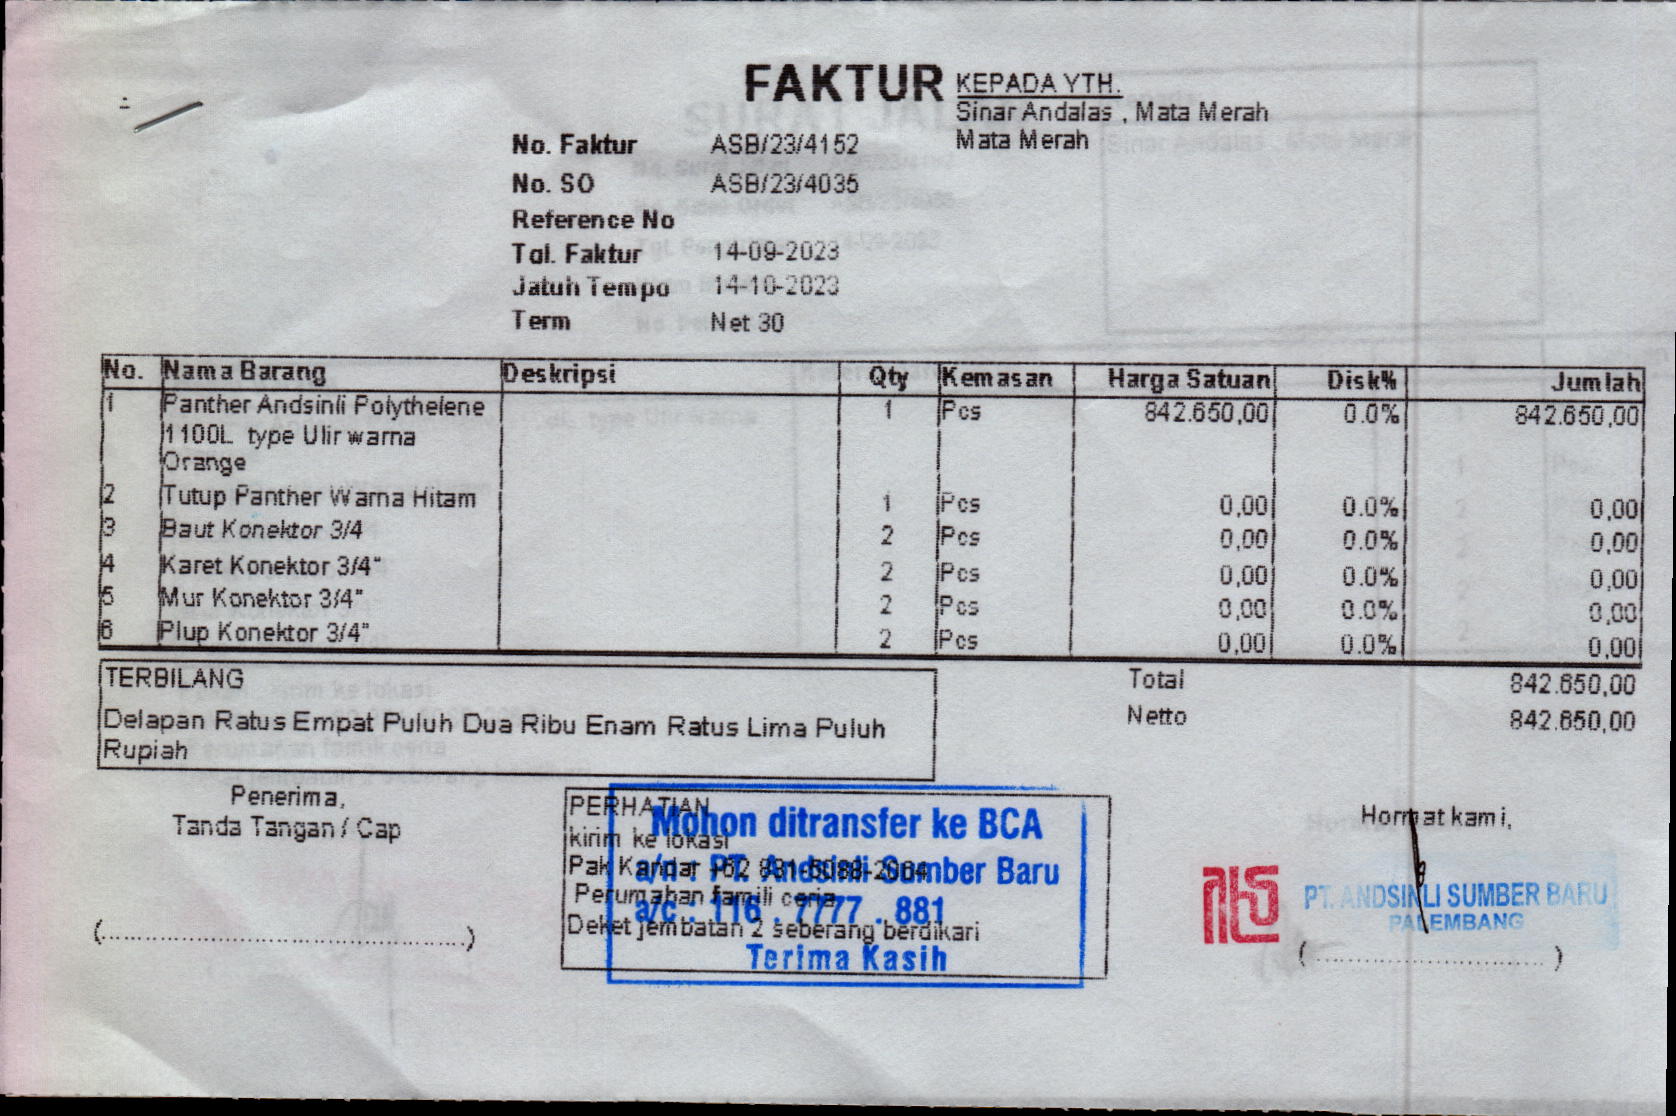 FAKTUR
KEPADA YTH.
Sinar Andalas , Mata Merah
Mata Merah
No. Faktur ASB/23/4152
No. SO ASB/23/4035
Reference No
Tgl. Faktur 14-09-2023
Jatuh Tempo 14-10-2023
Term Net 30
No. Nama Barang Deskripsi Qty Kemasan Harga Satuan Disk% Jumlah
1 Panther Andsinli Polythelene 1 Pcs 842.650,00 0.0% 842.650,00
1100L type Ulir warna
Orange
2 Tutup Panther Warna Hitam 1 Pcs 0,00 0.0% 0,00
3 Baut Konektor 3/4 2 Pcs 0,00 0.0% 0,00
4 Karet Konektor 3/4" 2 Pcs 0,00 0.0% 0,00
5 Mur Konektor 3/4" 2 Pcs 0,00 0.0% 0,00
6 Plup Konektor 3/4" 2 Pcs 0,00 0.0% 0,00
TERBILANG
Delapan Ratus Empat Puluh Dua Ribu Enam Ratus Lima Puluh
Rupiah
Total 842.650,00
Netto 842.650,00
Penerima,
Tanda Tangan / Cap
(................................................)
PERHATIAN
kirim ke lokasi
Pak Kandar
Perumahan famili ceria
Deket jembatan 2 seberang berdikari
Mohon ditransfer ke BCA
a/n : PT. Andsinli Sumber Baru
a/c : 116 . 7777 . 881
Terima Kasih
Hormat kami,
PT. ANDSINLI SUMBER BARU
PALEMBANG
(................................)